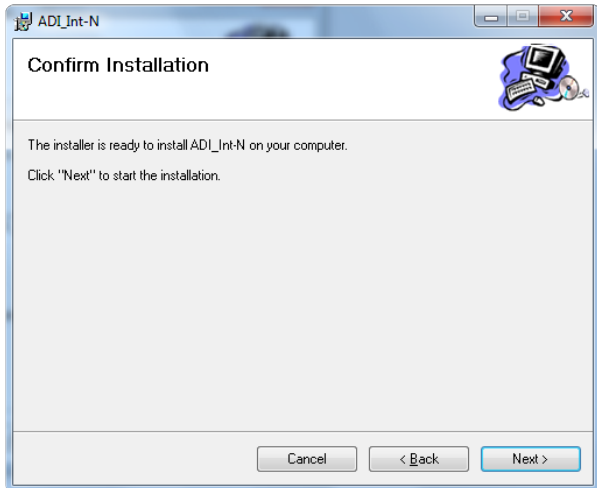 ADI_Int-N
Confirm Installation
The installer is ready to install ADI_Int-N on your computer.
Click "Next" to start the installation.
Cancel
< Back
Next >